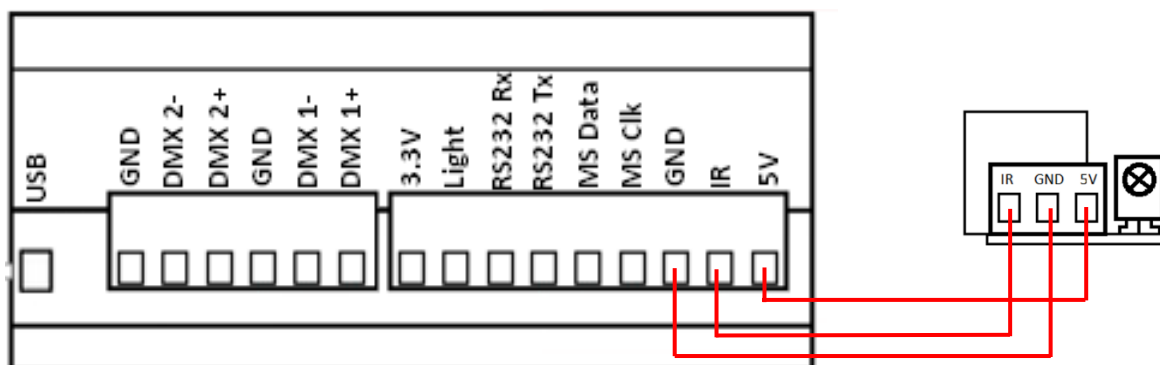 USB
GND
DMX 2-
DMX 2+
GND
DMX 1-
DMX 1+
3.3V
Light
RS232 Rx
RS232 Tx
MS Data
MS Clk
GND
IR
5V
IR GND 5V